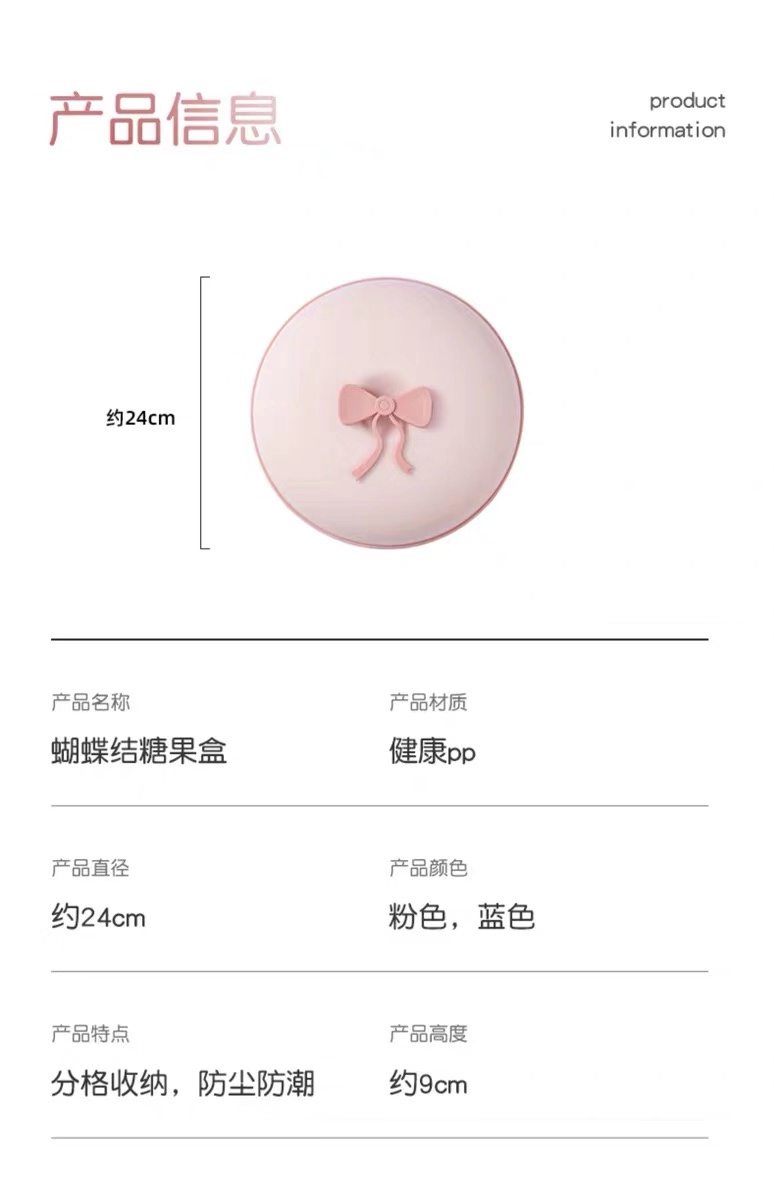 产品信息
product
information
约24cm
产品名称
产品材质
蝴蝶结糖果盒
健康pp
产品直径
产品颜色
约24cm
粉色，蓝色
产品特点
产品高度
分格收纳，防尘防潮
约9cm